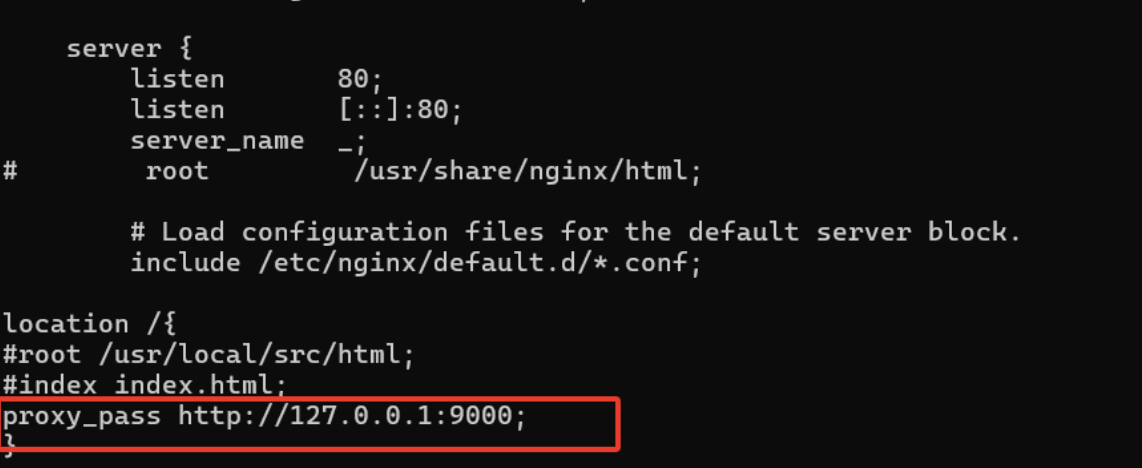 server {
listen 80;
listen [::]:80;
server_name _;
# root /usr/share/nginx/html;
# Load configuration files for the default server block.
include /etc/nginx/default.d/*.conf;
location /{
#root /usr/local/src/html;
#index index.html;
proxy_pass http://127.0.0.1:9000;
}